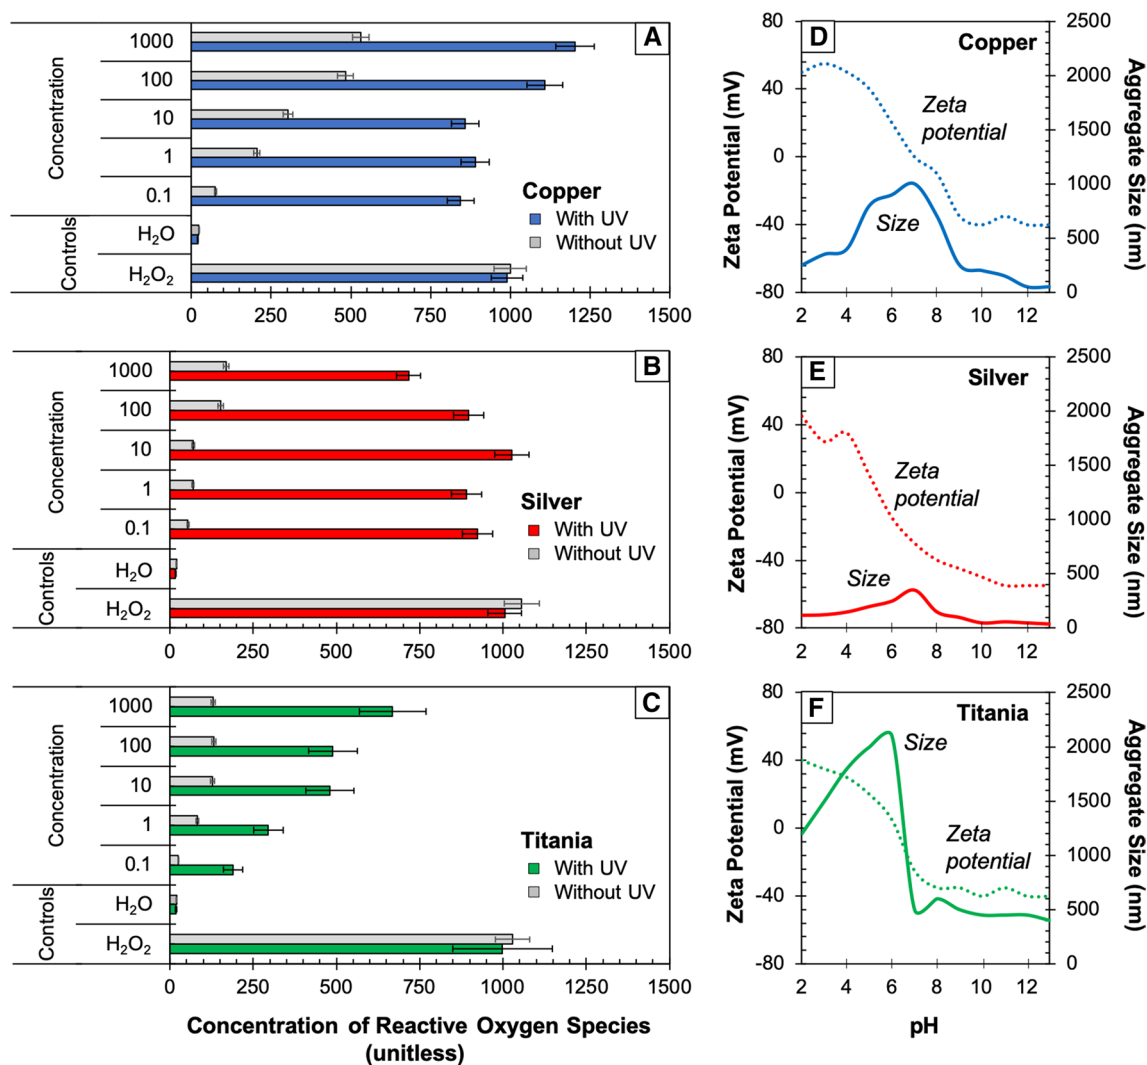 A
Concentration
1000
100
10
1
0.1
Controls
H₂O
H₂O₂
Copper
With UV
Without UV
0 250 500 750 1000 1250 1500
B
Concentration
1000
100
10
1
0.1
Controls
H₂O
H₂O₂
Silver
With UV
Without UV
0 250 500 750 1000 1250 1500
C
Concentration
1000
100
10
1
0.1
Controls
H₂O
H₂O₂
Titania
With UV
Without UV
0 250 500 750 1000 1250 1500
Concentration of Reactive Oxygen Species
(unitless)
D
Copper
Zeta Potential (mV)
80
40
0
-40
-80
Zeta
potential
Size
Aggregate Size (nm)
2500
2000
1500
1000
500
0
2 4 6 8 10 12
E
Silver
Zeta Potential (mV)
80
40
0
-40
-80
Zeta
potential
Size
Aggregate Size (nm)
2500
2000
1500
1000
500
0
2 4 6 8 10 12
F
Titania
Zeta Potential (mV)
80
40
0
-40
-80
Size
Zeta
potential
Aggregate Size (nm)
2500
2000
1500
1000
500
0
2 4 6 8 10 12
pH